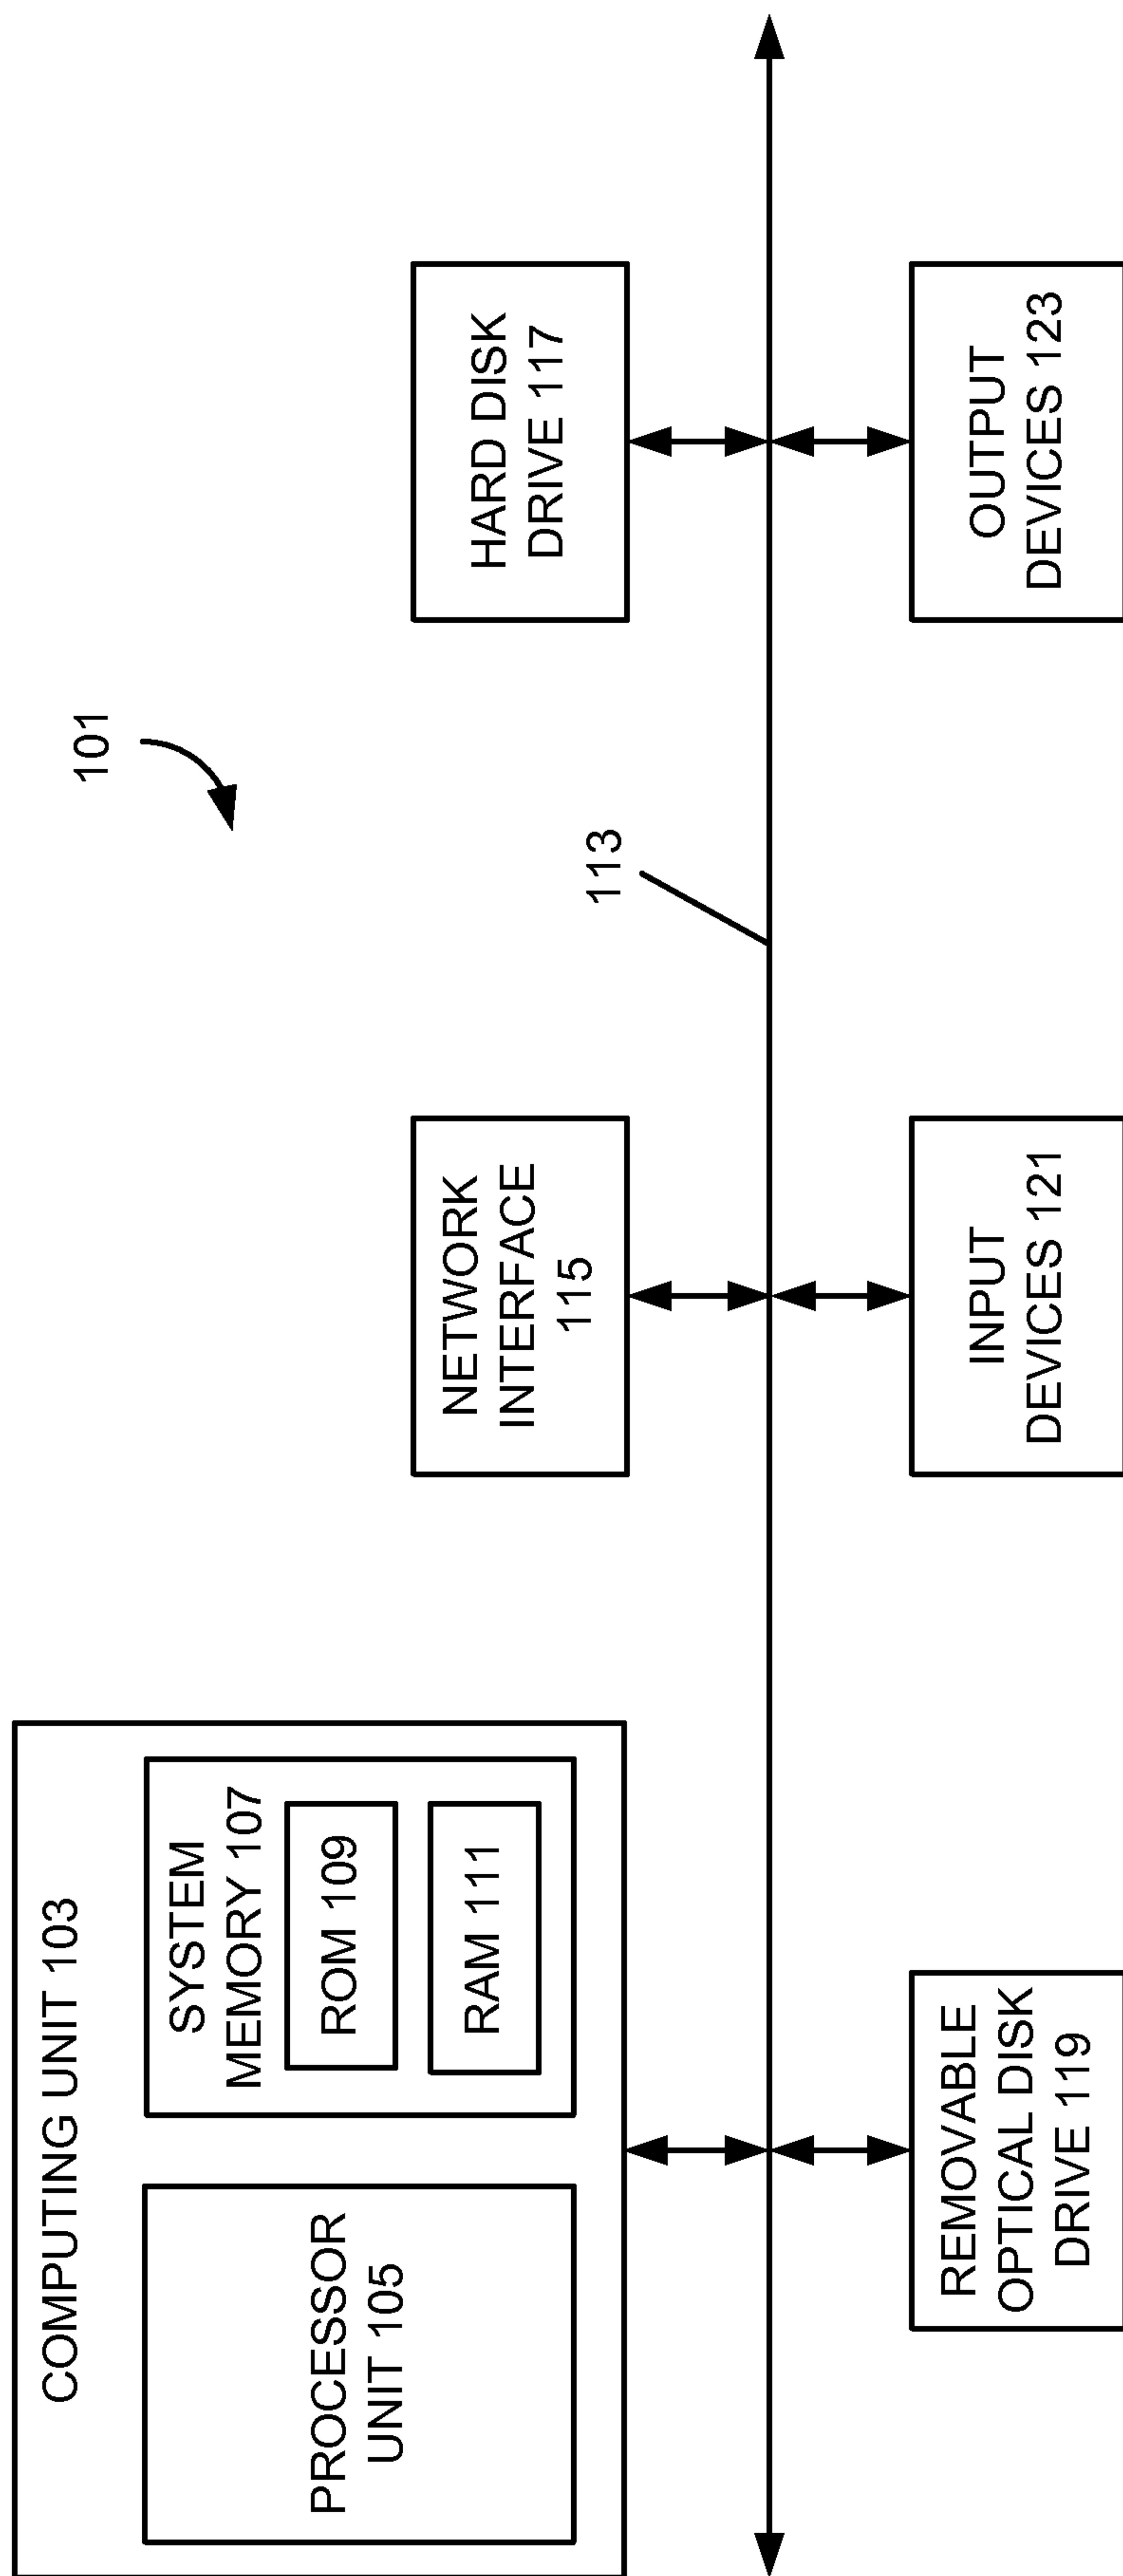 101
COMPUTING UNIT 103
PROCESSOR
UNIT 105
SYSTEM
MEMORY 107
ROM 109
RAM 111
NETWORK
INTERFACE
115
HARD DISK
DRIVE 117
113
REMOVABLE
OPTICAL DISK
DRIVE 119
INPUT
DEVICES 121
OUTPUT
DEVICES 123